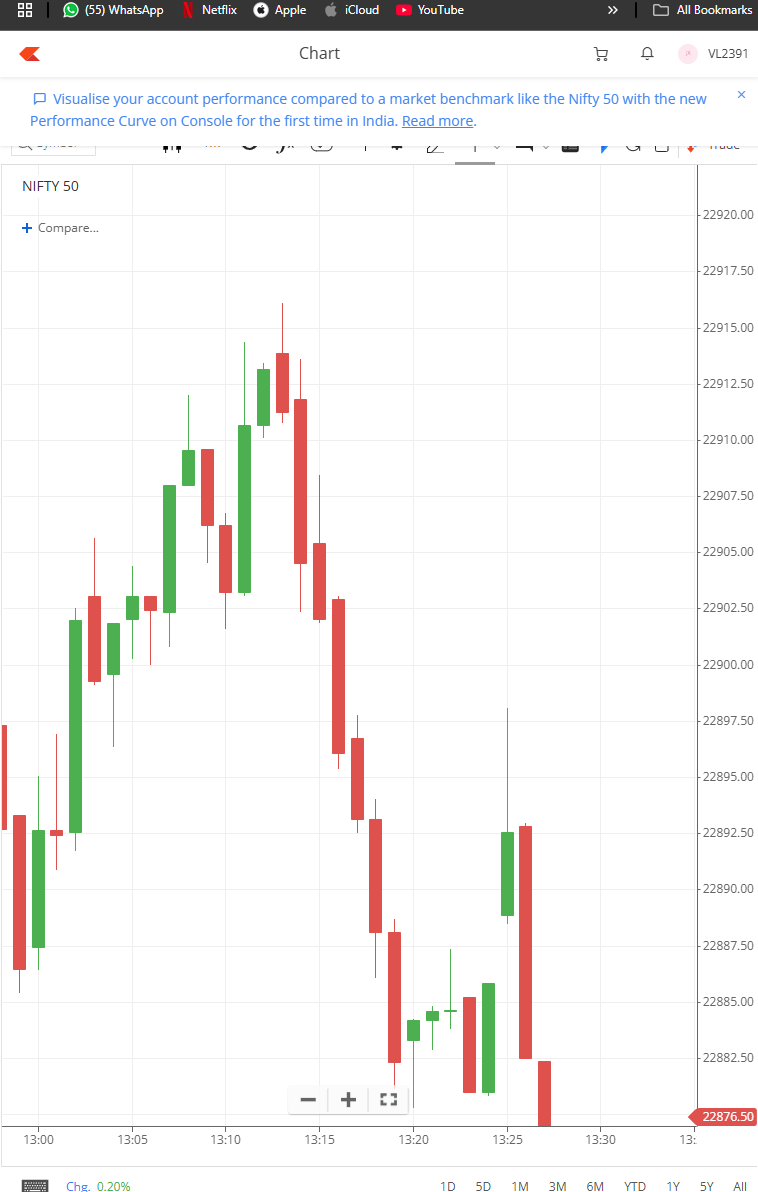 (55) WhatsApp Netflix Apple iCloud YouTube » All Bookmarks
Chart VL2391
Visualise your account performance compared to a market benchmark like the Nifty 50 with the new
Performance Curve on Console for the first time in India. Read more.
NIFTY 50
+ Compare...
22920.00
22917.50
22915.00
22912.50
22910.00
22907.50
22905.00
22902.50
22900.00
22897.50
22895.00
22892.50
22890.00
22887.50
22885.00
22882.50
22876.50
13:00 13:05 13:10 13:15 13:20 13:25 13:30 13:
Chg. 0.20% 1D 5D 1M 3M 6M YTD 1Y 5Y All